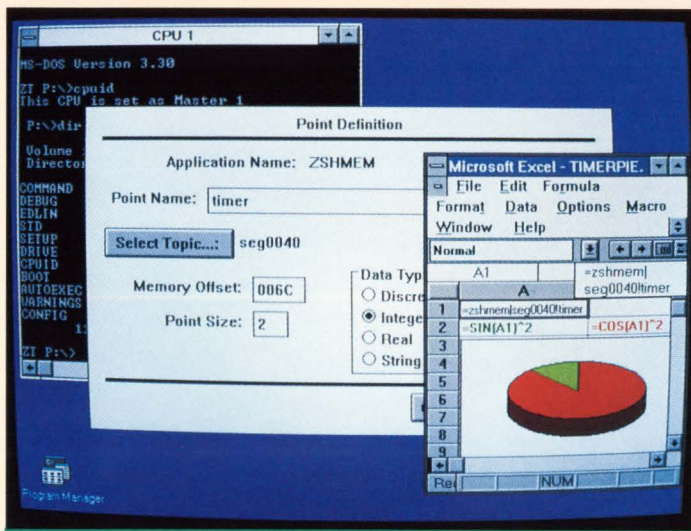 CPU 1
MS-DOS Version 3.30
ZT P:\>cpuid
This CPU is set as Master 1
P:\>dir
Volume
Directo
COMMAND
DEBUG
EDLIN
STD
SETUP
DRIVE
CPUID
BOOT
AUTOEXEC
WARNINGS
CONFIG
ZT P:\>
Point Definition
Application Name: ZSHMEM
Point Name: timer
Select Topic...: seg0040
Memory Offset: 006C
Point Size: 2
Data Typ
Discre
Intege
Real
String
Microsoft Excel - TIMERPIE.
File Edit Formula
Format Data Options Macro
Window Help
Normal
A1
=zshmem|
seg0040!timer
A
1 =zshmem|seg0040!timer
2 =SIN(A1)^2 =COS(A1)^2
3
4
5
6
7
8
9
Re
NUM
Program Manager